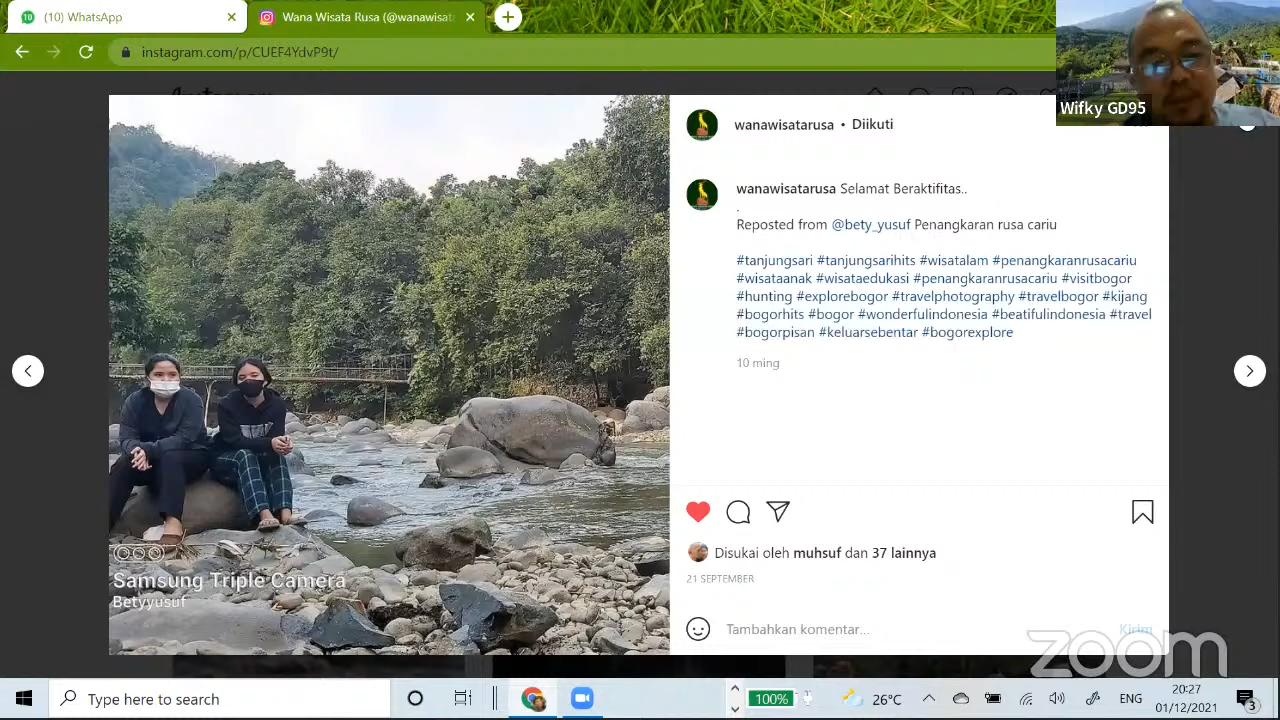 (10) WhatsApp
Wana Wisata Rusa (@wanawisata
instagram.com/p/CUEF4YdvP9t/
Wifky GD95
wanawisatarusa • Diikuti
wanawisatarusa Selamat Beraktifitas..
.
Reposted from @bety_yusuf Penangkaran rusa cariu
#tanjungsari #tanjungsarihits #wisatalam #penangkaranrusacariu
#wisataanak #wisataedukasi #penangkaranrusacariu #visitbogor
#hunting #explorebogor #travelphotography #travelbogor #kijang
#bogorhits #bogor #wonderfulindonesia #beatifulindonesia #travel
#bogorpisan #keluarsebentar #bogorexplore
10 ming
Disukai oleh muhsuf dan 37 lainnya
21 SEPTEMBER
Tambahkan komentar...
Kirim
Samsung Triple Camera
Betyyusuf
zoom
Type here to search
100%
26°C
ENG
20:27
01/12/2021
3